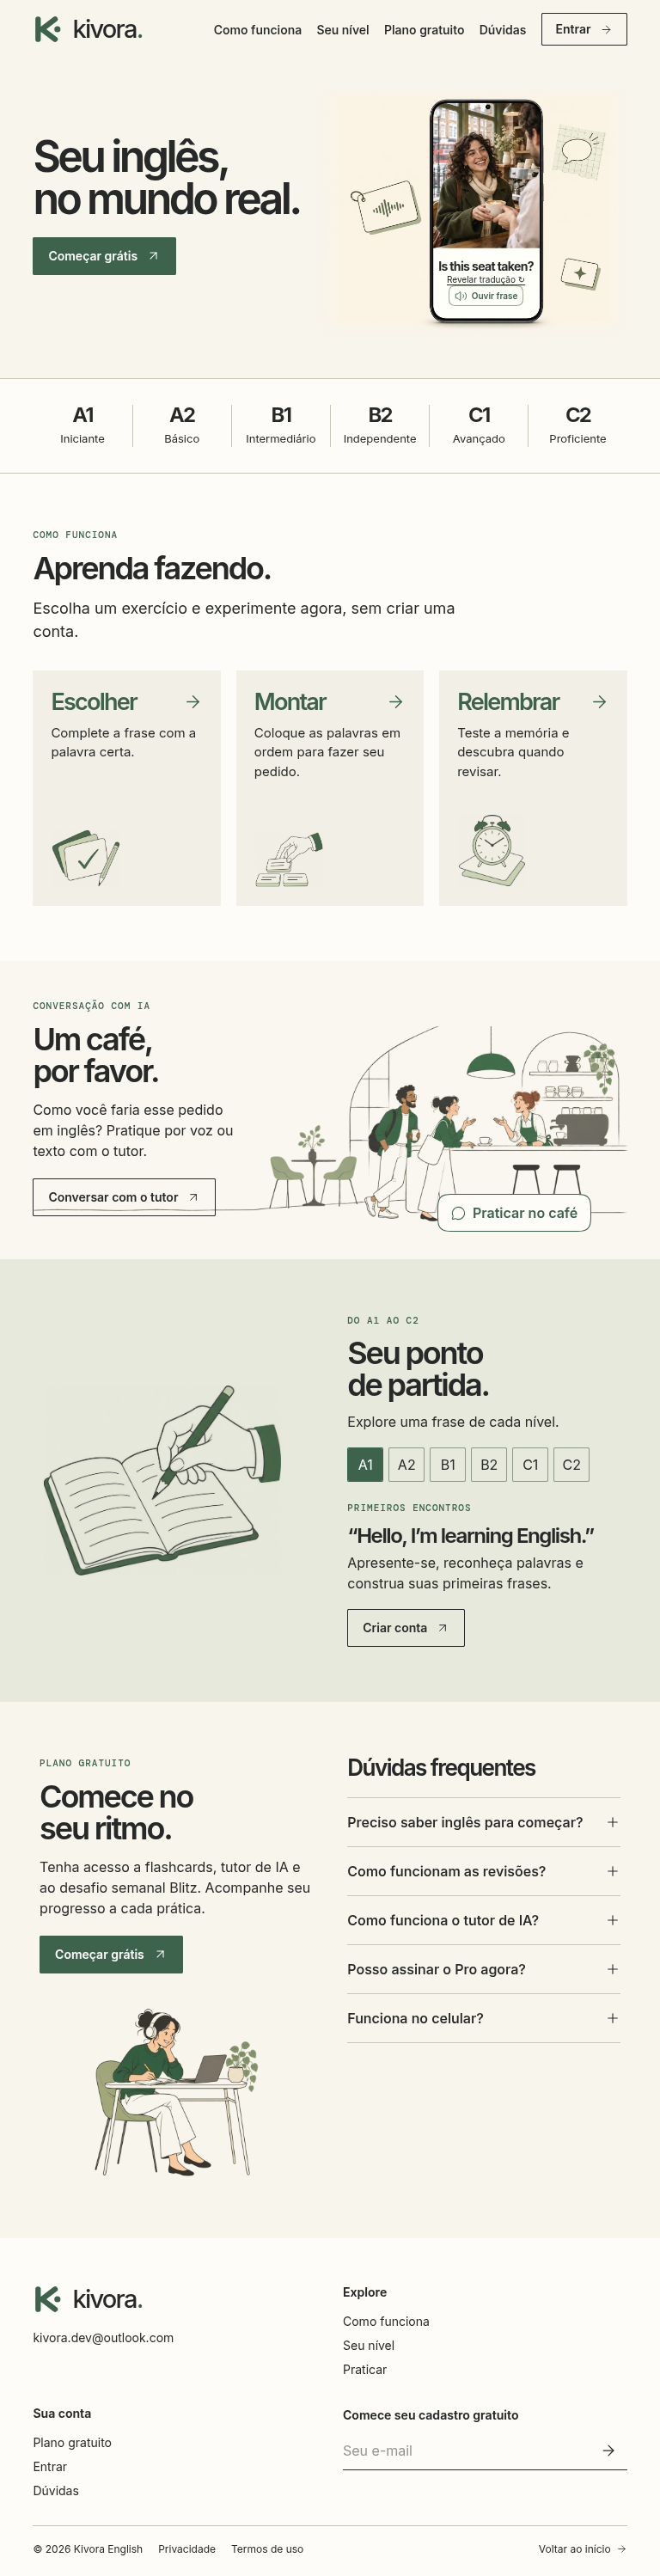 kivora.
Como funciona
Seu nível
Plano gratuito
Dúvidas
Entrar
Seu inglês,
no mundo real.
Começar grátis
Is this seat taken?
Revelar tradução ↻
Ouvir frase
A1
Iniciante
A2
Básico
B1
Intermediário
B2
Independente
C1
Avançado
C2
Proficiente
COMO FUNCIONA
Aprenda fazendo.
Escolha um exercício e experimente agora, sem criar uma
conta.
Escolher
Complete a frase com a
palavra certa.
Montar
Coloque as palavras em
ordem para fazer seu
pedido.
Relembrar
Teste a memória e
descubra quando
revisar.
CONVERSAÇÃO COM IA
Um café,
por favor.
Como você faria esse pedido
em inglês? Pratique por voz ou
texto com o tutor.
Conversar com o tutor
Praticar no café
DO A1 AO C2
Seu ponto
de partida.
Explore uma frase de cada nível.
A1 A2 B1 B2 C1 C2
PRIMEIROS ENCONTROS
“Hello, I’m learning English.”
Apresente-se, reconheça palavras e
construa suas primeiras frases.
Criar conta
PLANO GRATUITO
Comece no
seu ritmo.
Tenha acesso a flashcards, tutor de IA e
ao desafio semanal Blitz. Acompanhe seu
progresso a cada prática.
Começar grátis
Dúvidas frequentes
Preciso saber inglês para começar?
Como funcionam as revisões?
Como funciona o tutor de IA?
Posso assinar o Pro agora?
Funciona no celular?
kivora.
kivora.dev@outlook.com
Explore
Como funciona
Seu nível
Praticar
Sua conta
Plano gratuito
Entrar
Dúvidas
Comece seu cadastro gratuito
Seu e-mail
© 2026 Kivora English
Privacidade
Termos de uso
Voltar ao início